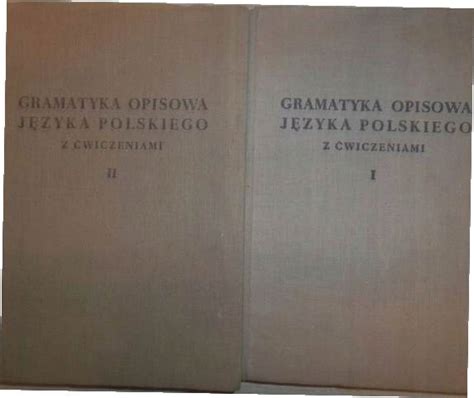 GRAMATYKA OPISOWA
JĘZYKA POLSKIEGO
Z ĆWICZENIAMI
II
GRAMATYKA OPISOWA
JĘZYKA POLSKIEGO
Z ĆWICZENIAMI
I